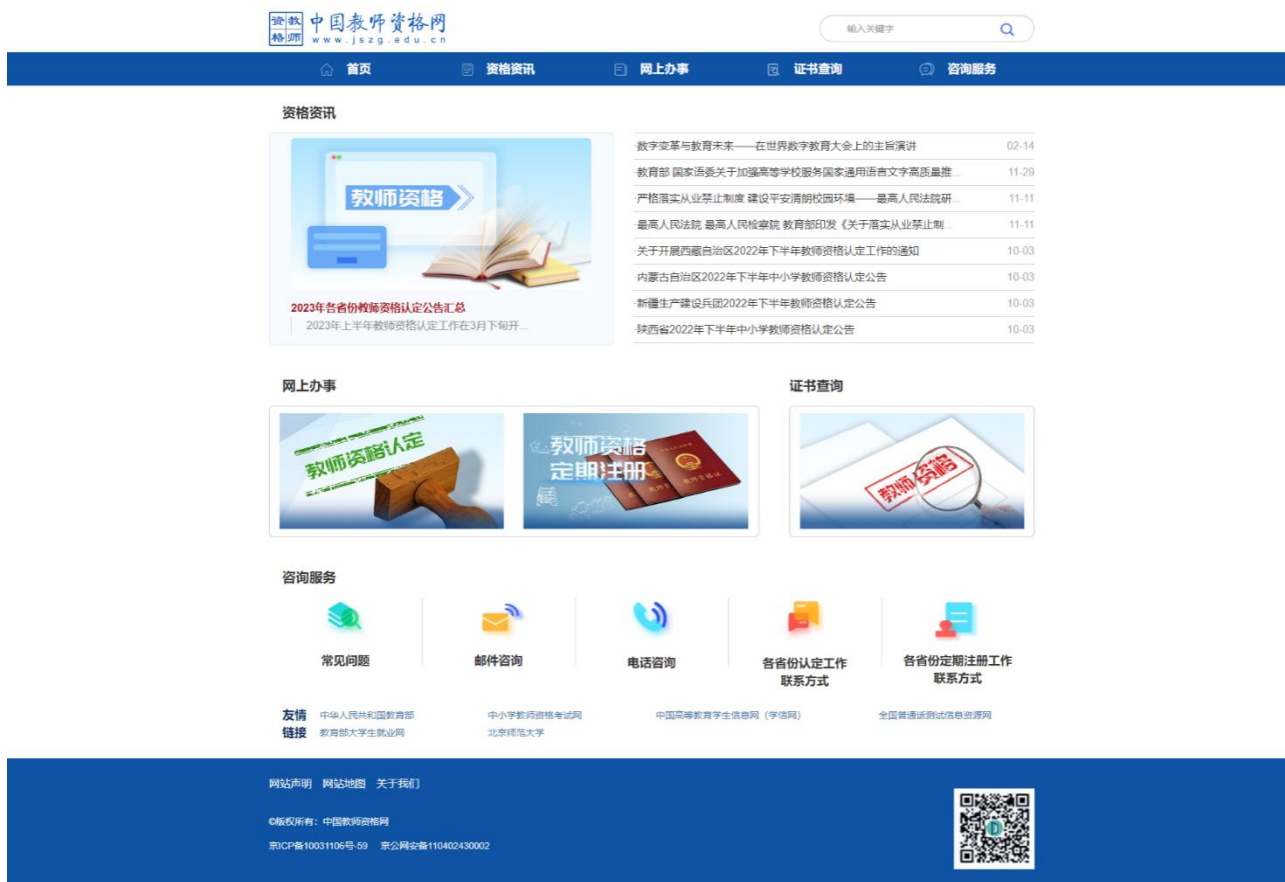 资教 中国教师资格网
格师 www.jszg.edu.cn
输入关键字
首页 资格资讯 网上办事 证书查询 咨询服务
资格资讯
教师资格
2023年各省份教师资格认定公告汇总
2023年上半年教师资格认定工作在3月下旬开...
·数字变革与教育未来——在世界数字教育大会上的主旨演讲 02-14
·教育部 国家语委关于加强高等学校服务国家通用语言文字高质量推... 11-29
·严格落实从业禁止制度 建设平安清朗校园环境——最高人民法院研... 11-11
·最高人民法院 最高人民检察院 教育部印发《关于落实从业禁止制... 11-11
·关于开展西藏自治区2022年下半年教师资格认定工作的通知 10-03
·内蒙古自治区2022年下半年中小学教师资格认定公告 10-03
·新疆生产建设兵团2022年下半年教师资格认定公告 10-03
·陕西省2022年下半年中小学教师资格认定公告 10-03
网上办事
教师资格认定
教师资格
定期注册
证书查询
教师资格
咨询服务
常见问题
邮件咨询
电话咨询
各省份认定工作
联系方式
各省份定期注册工作
联系方式
友情 中华人民共和国教育部 中小学教师资格考试网 中国高等教育学生信息网（学信网） 全国普通话测试信息资源网
链接 教育部大学生就业网 北京师范大学
网站声明 网站地图 关于我们
©版权所有：中国教师资格网
京ICP备10031106号-59 京公网安备110402430002